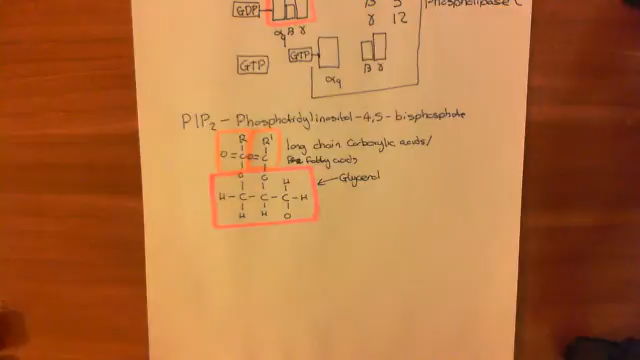 Phospholipase C
GDP
β 5
γ 12
αq β γ
GTP GTP
αq β γ
PIP2 - Phosphatidylinositol-4,5-bisphosphate
R R'
long chain Carboxylic acids/
O=C O=C
fatty acids
O O H
Glycerol
H-C-C-C-H
H H O